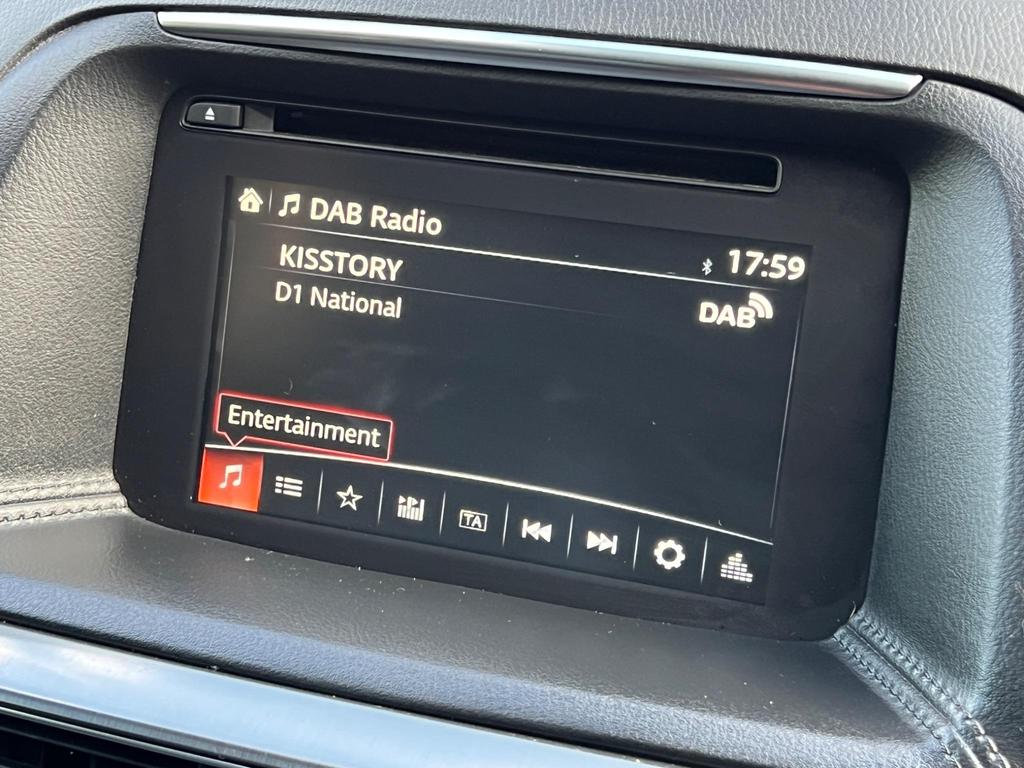 DAB Radio
17:59
KISSTORY
D1 National
DAB
Entertainment
TA